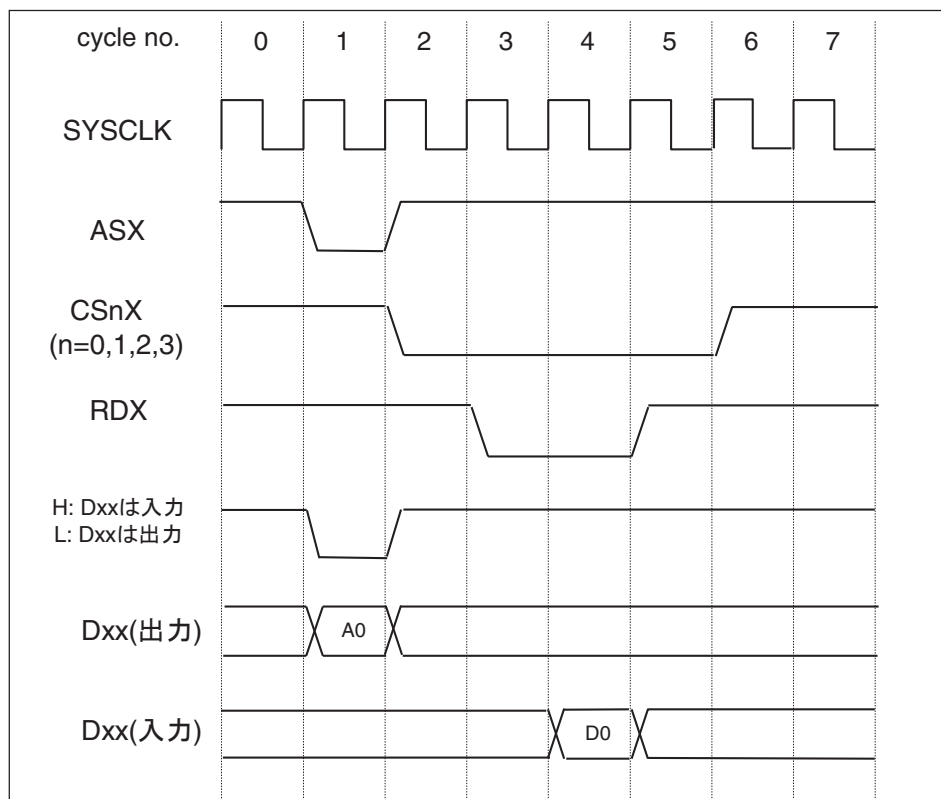 cycle no. 0 1 2 3 4 5 6 7
SYSCLK
ASX
CSnX
(n=0,1,2,3)
RDX
H: Dxxは入力
L: Dxxは出力
Dxx(出力) A0
Dxx(入力) D0